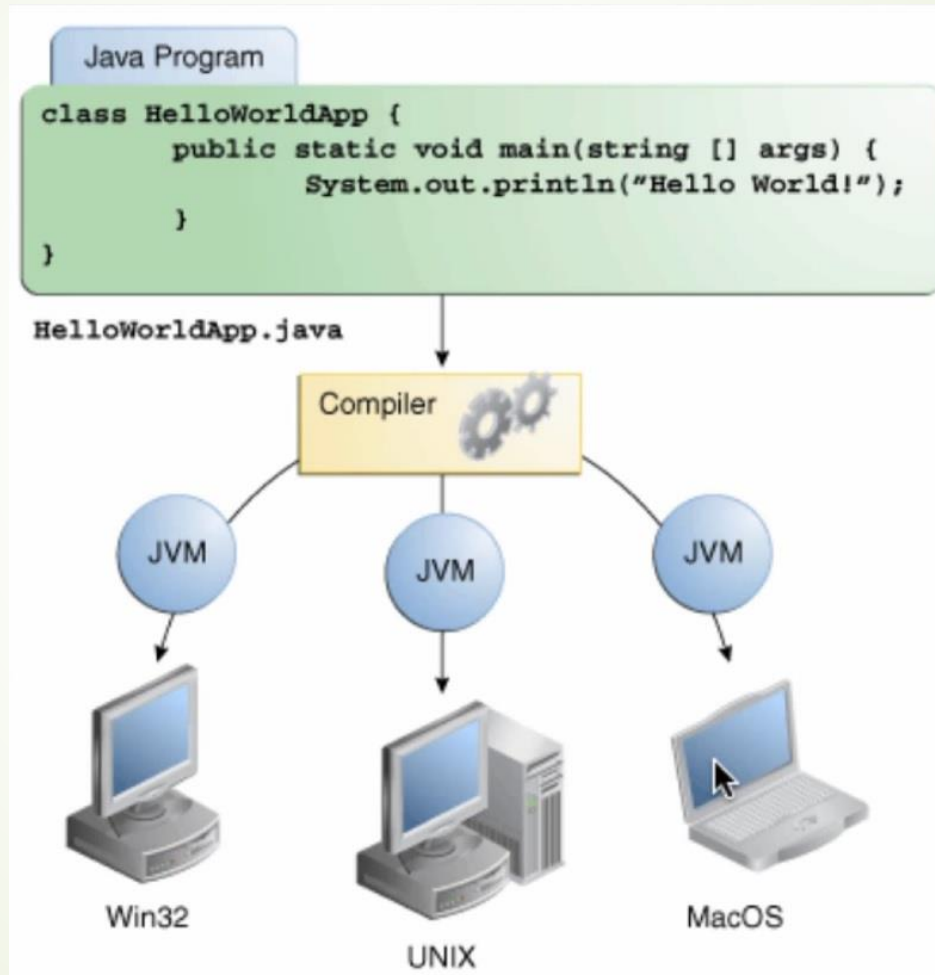 Java Program
class HelloWorldApp {
public static void main(string [] args) {
System.out.println("Hello World!");
}
}
HelloWorldApp.java
Compiler
JVM
JVM
JVM
Win32
UNIX
MacOS